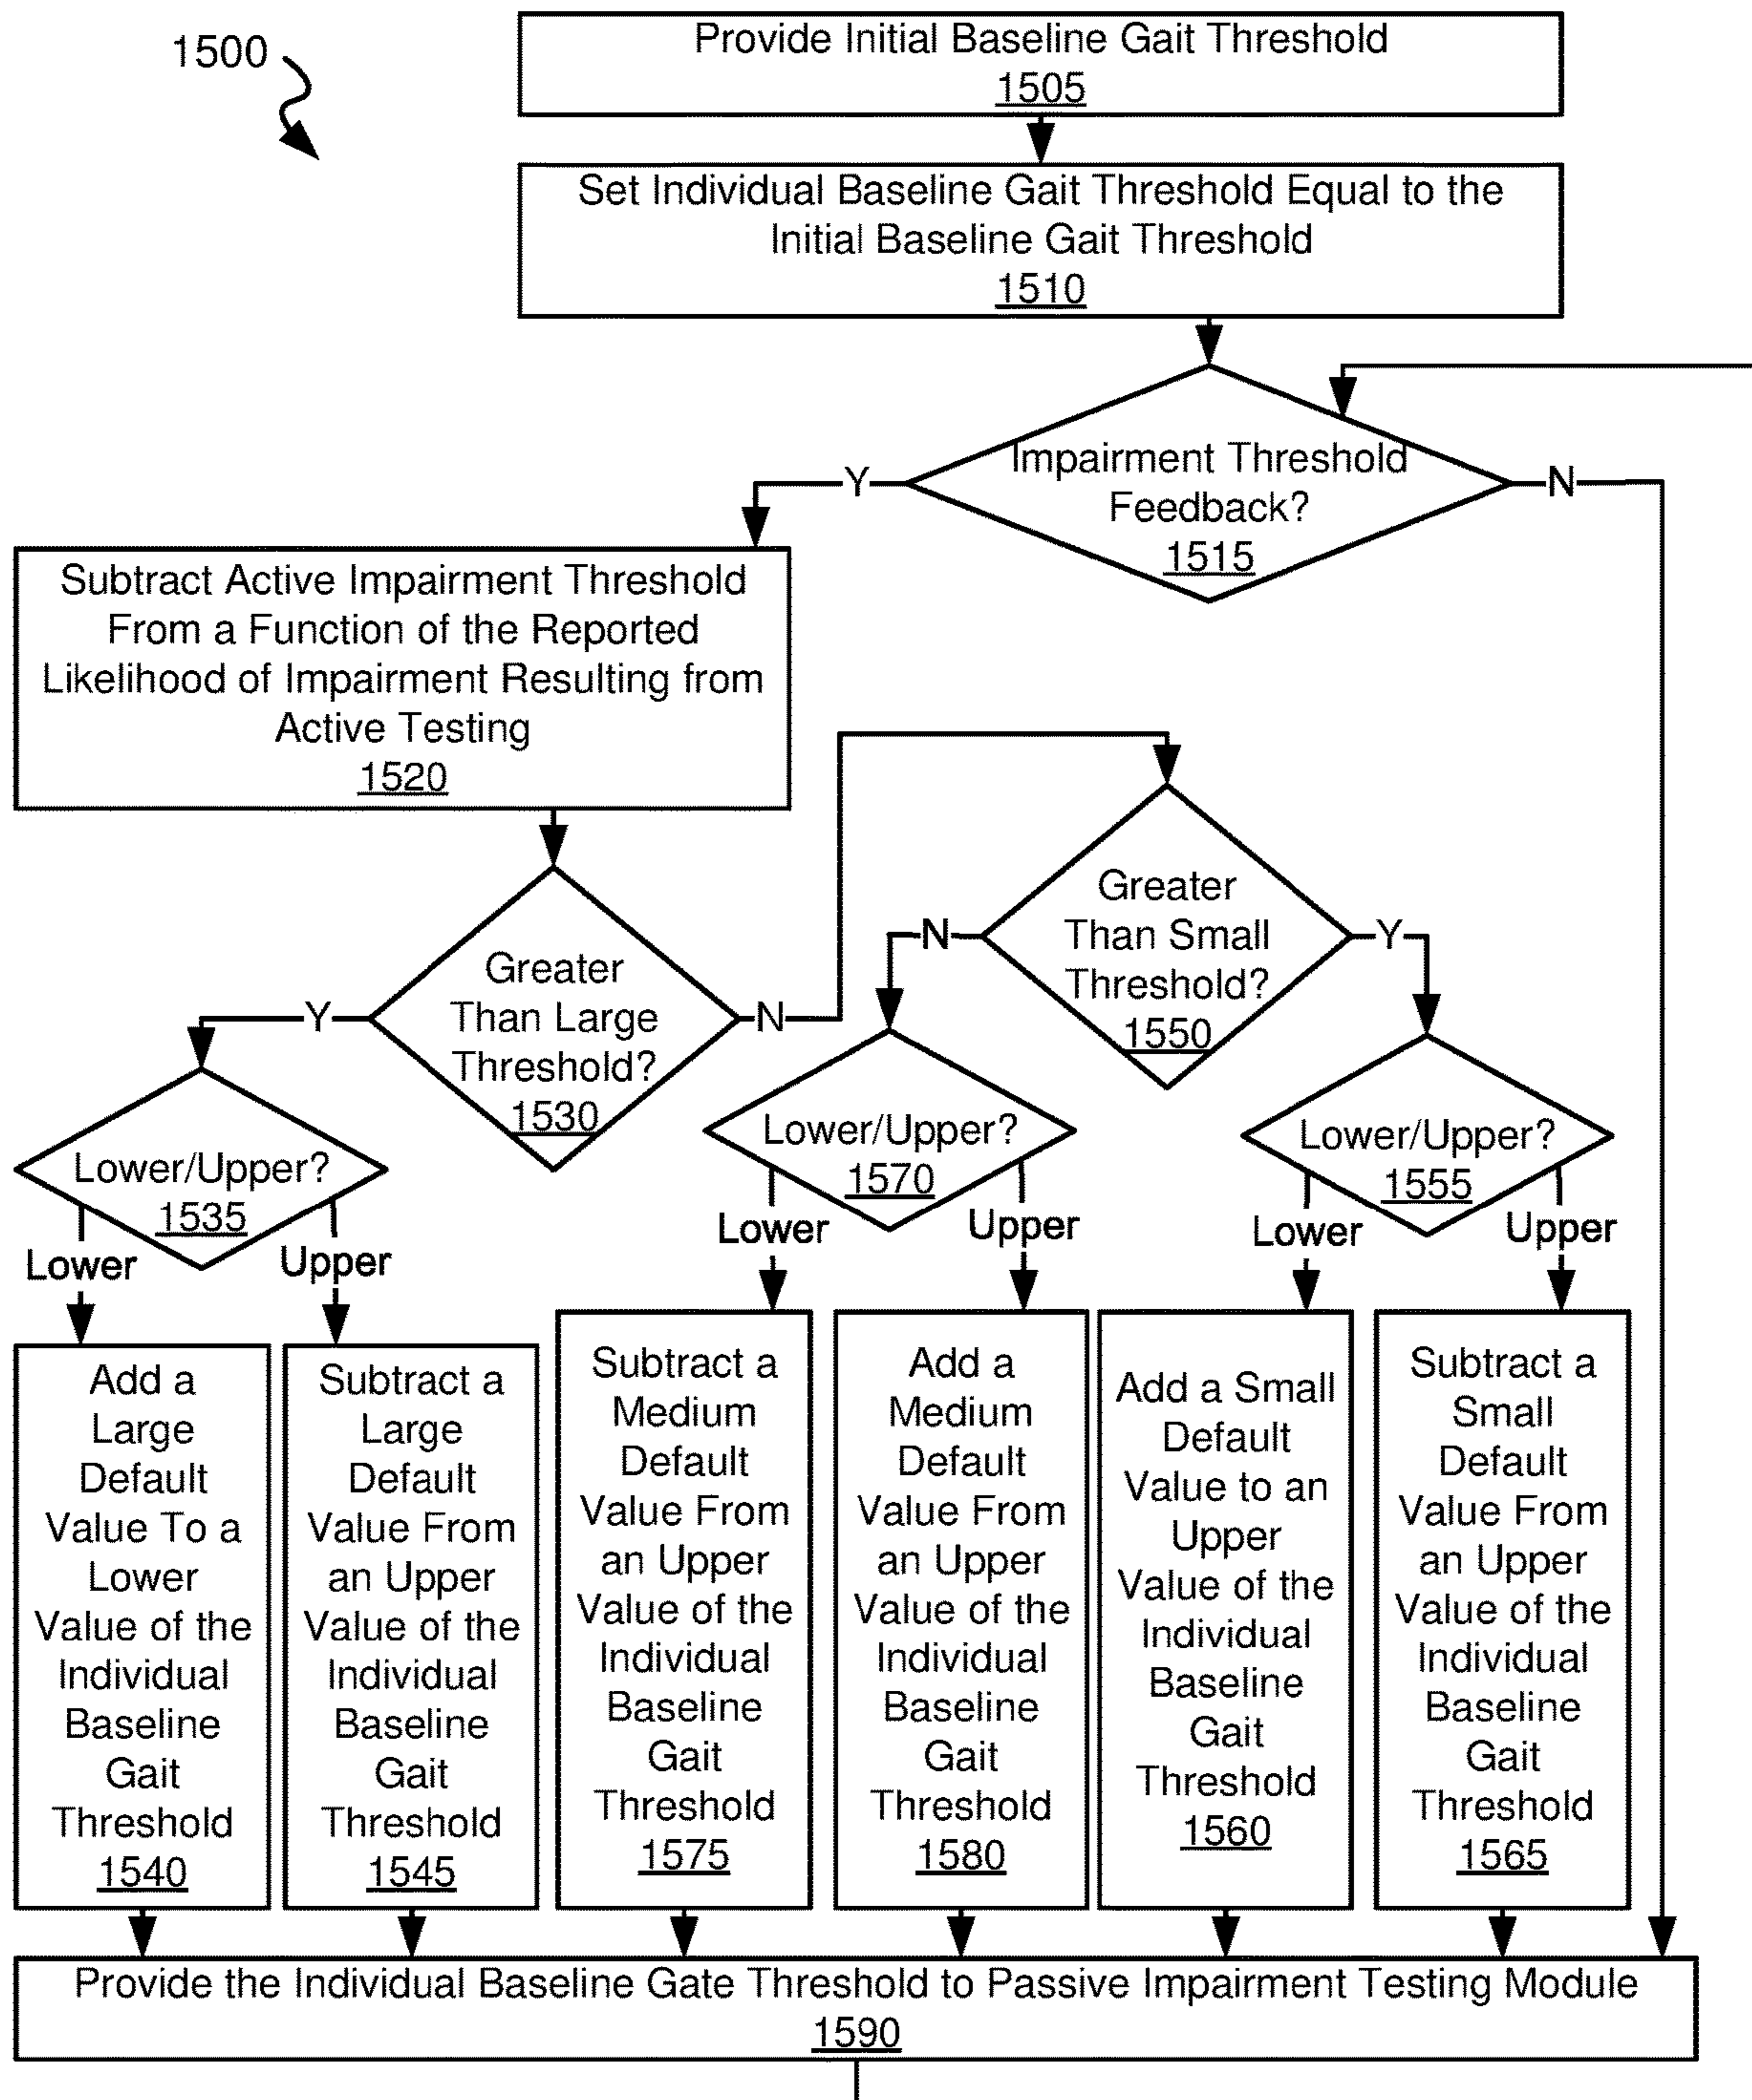 1500
Provide Initial Baseline Gait Threshold
1505
Set Individual Baseline Gait Threshold Equal to the
Initial Baseline Gait Threshold
1510
Impairment Threshold
Feedback?
1515
Y
N
Subtract Active Impairment Threshold
From a Function of the Reported
Likelihood of Impairment Resulting from
Active Testing
1520
Greater
Than Large
Threshold?
1530
Y
N
Greater
Than Small
Threshold?
1550
N
Y
Lower/Upper?
1535
Lower
Upper
Lower/Upper?
1570
Lower
Upper
Lower/Upper?
1555
Lower
Upper
Add a
Large
Default
Value To a
Lower
Value of the
Individual
Baseline
Gait
Threshold
1540
Subtract a
Large
Default
Value From
an Upper
Value of the
Individual
Baseline
Gait
Threshold
1545
Subtract a
Medium
Default
Value From
an Upper
Value of the
Individual
Baseline
Gait
Threshold
1575
Add a
Medium
Default
Value From
an Upper
Value of the
Individual
Baseline
Gait
Threshold
1580
Add a Small
Default
Value to an
Upper
Value of the
Individual
Baseline
Gait
Threshold
1560
Subtract a
Small
Default
Value From
an Upper
Value of the
Individual
Baseline
Gait
Threshold
1565
Provide the Individual Baseline Gate Threshold to Passive Impairment Testing Module
1590